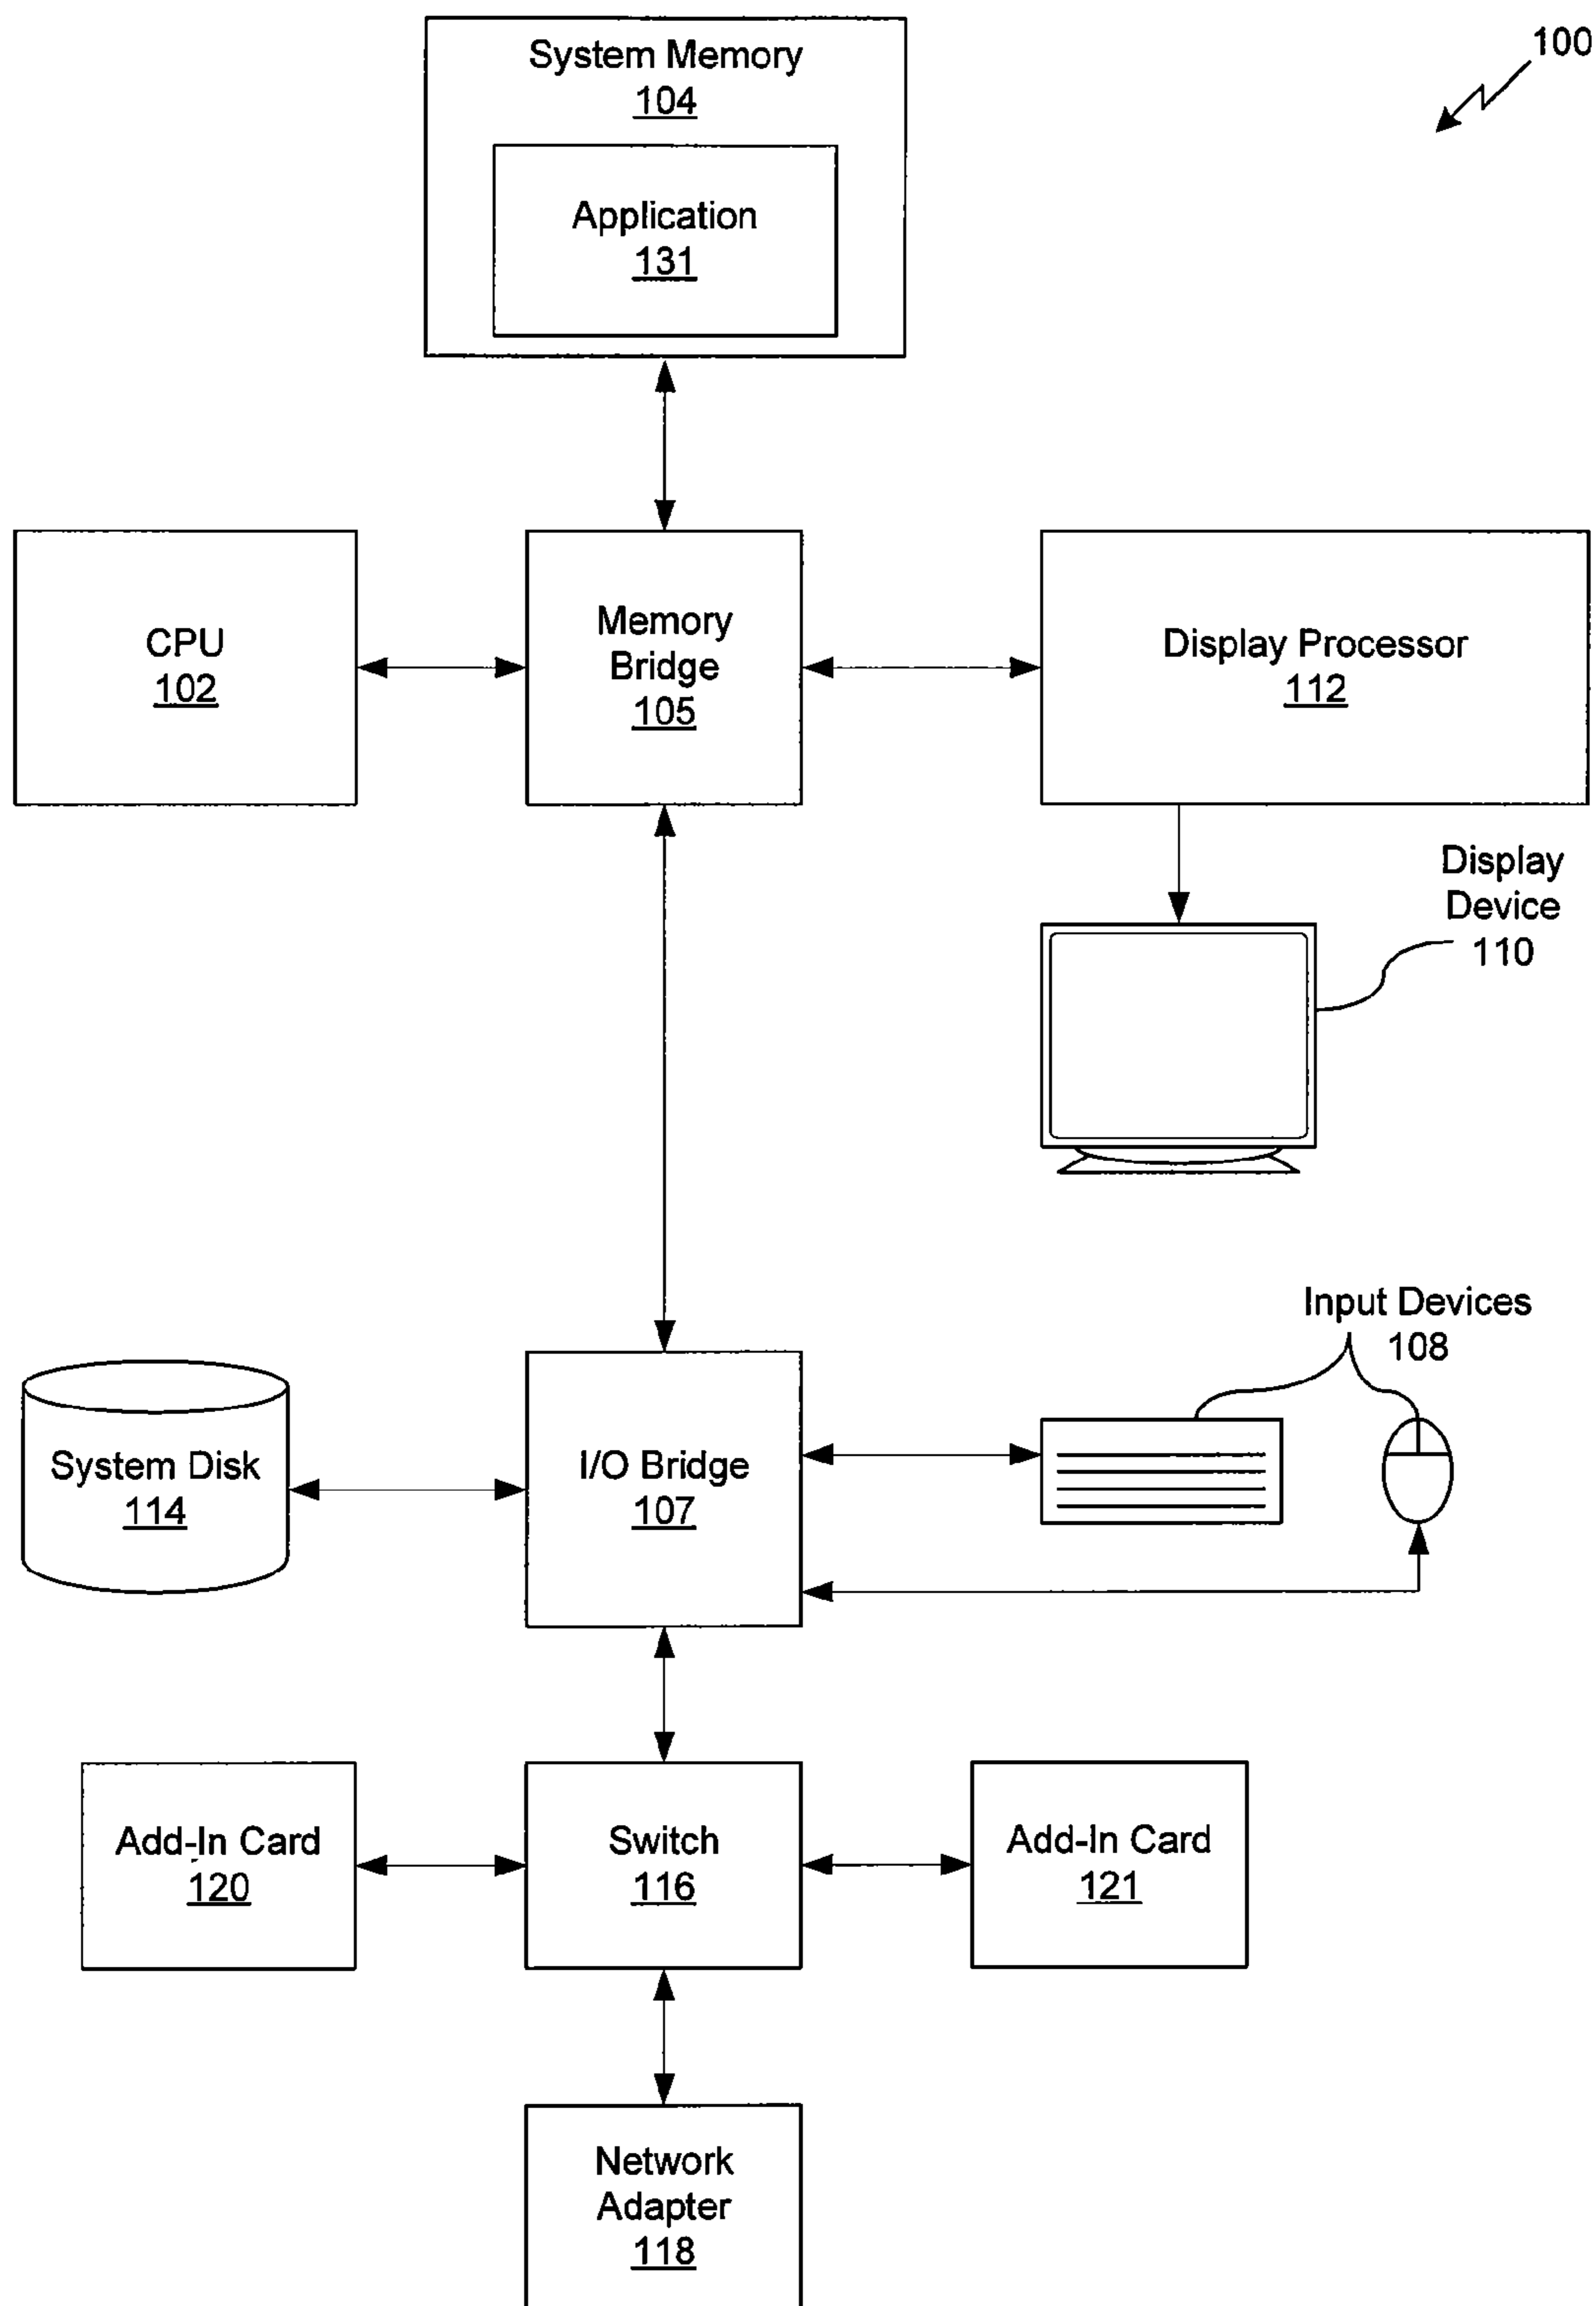 100
System Memory
104
Application
131
CPU
102
Memory
Bridge
105
Display Processor
112
Display
Device
110
Input Devices
108
System Disk
114
I/O Bridge
107
Add-In Card
120
Switch
116
Add-In Card
121
Network
Adapter
118